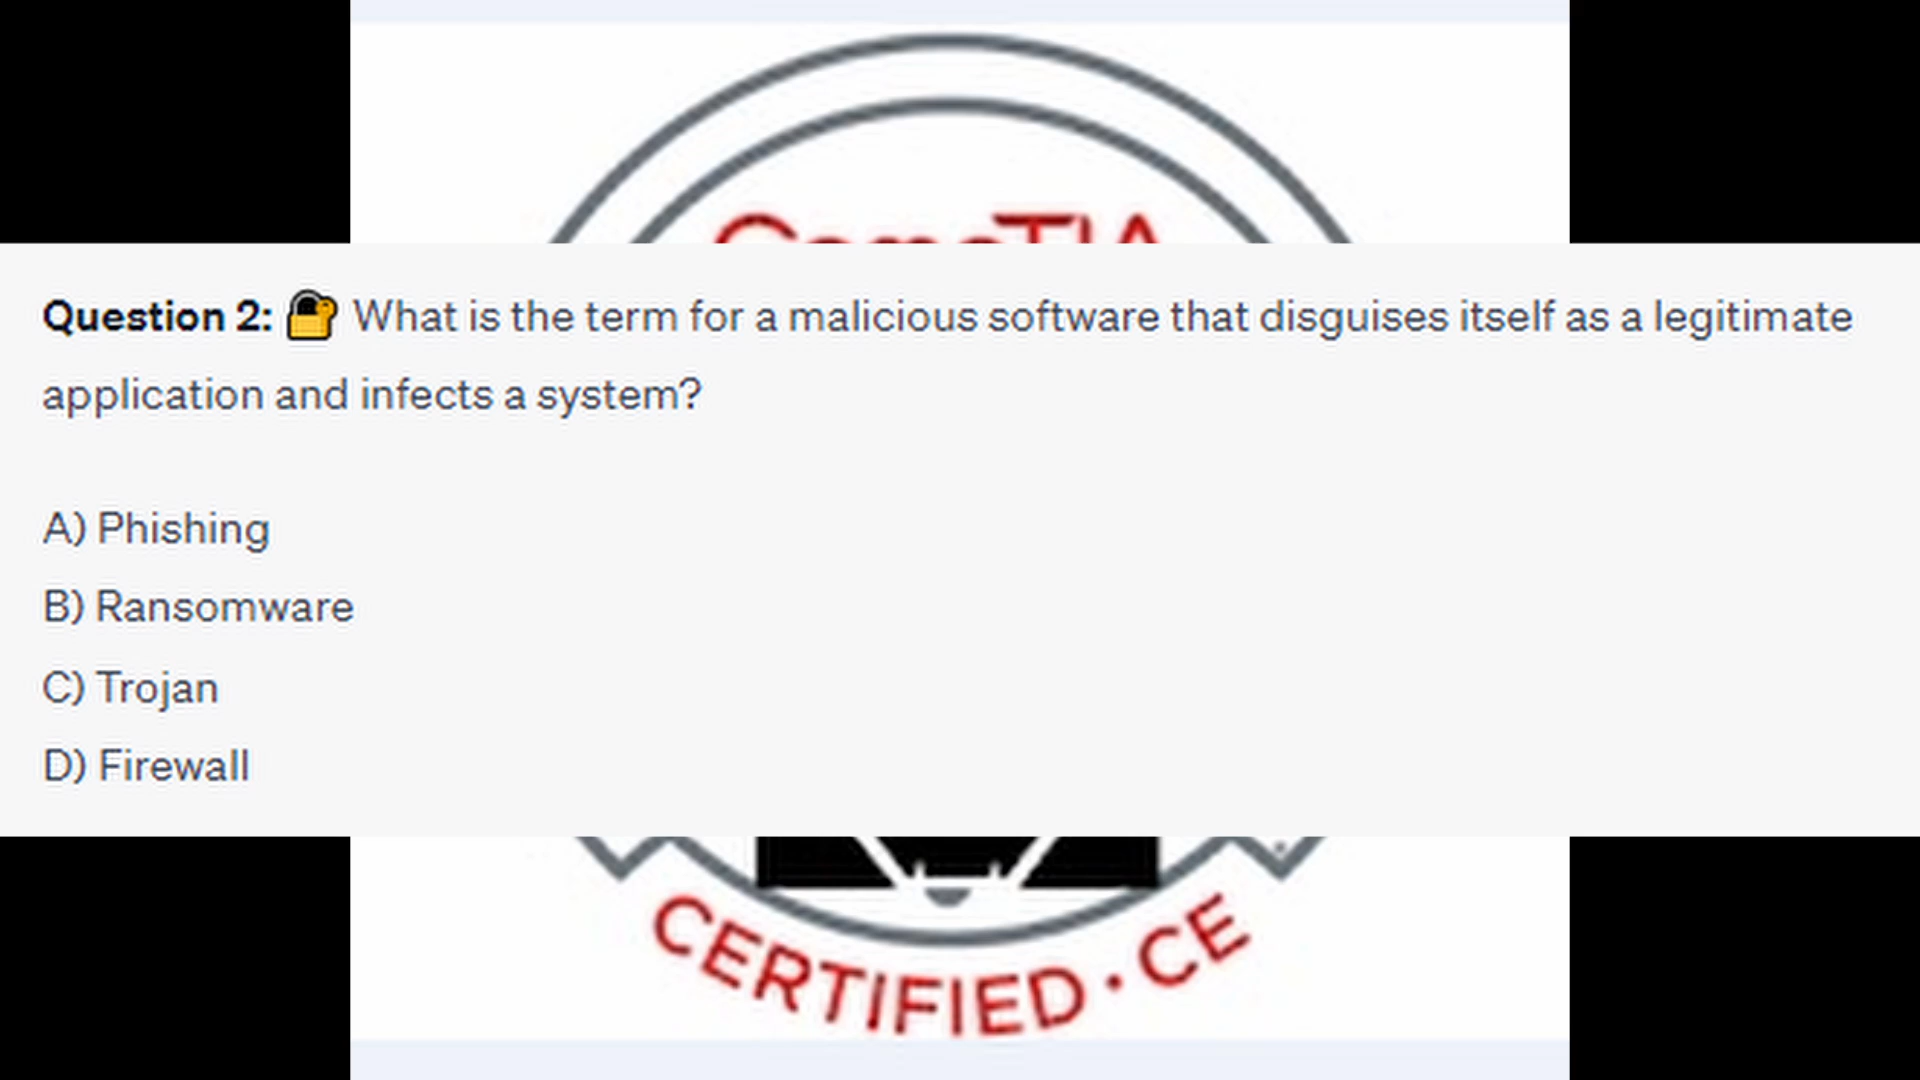 CompTIA
Question 2: 🔐 What is the term for a malicious software that disguises itself as a legitimate
application and infects a system?
A) Phishing
B) Ransomware
C) Trojan
D) Firewall
CERTIFIED · CE